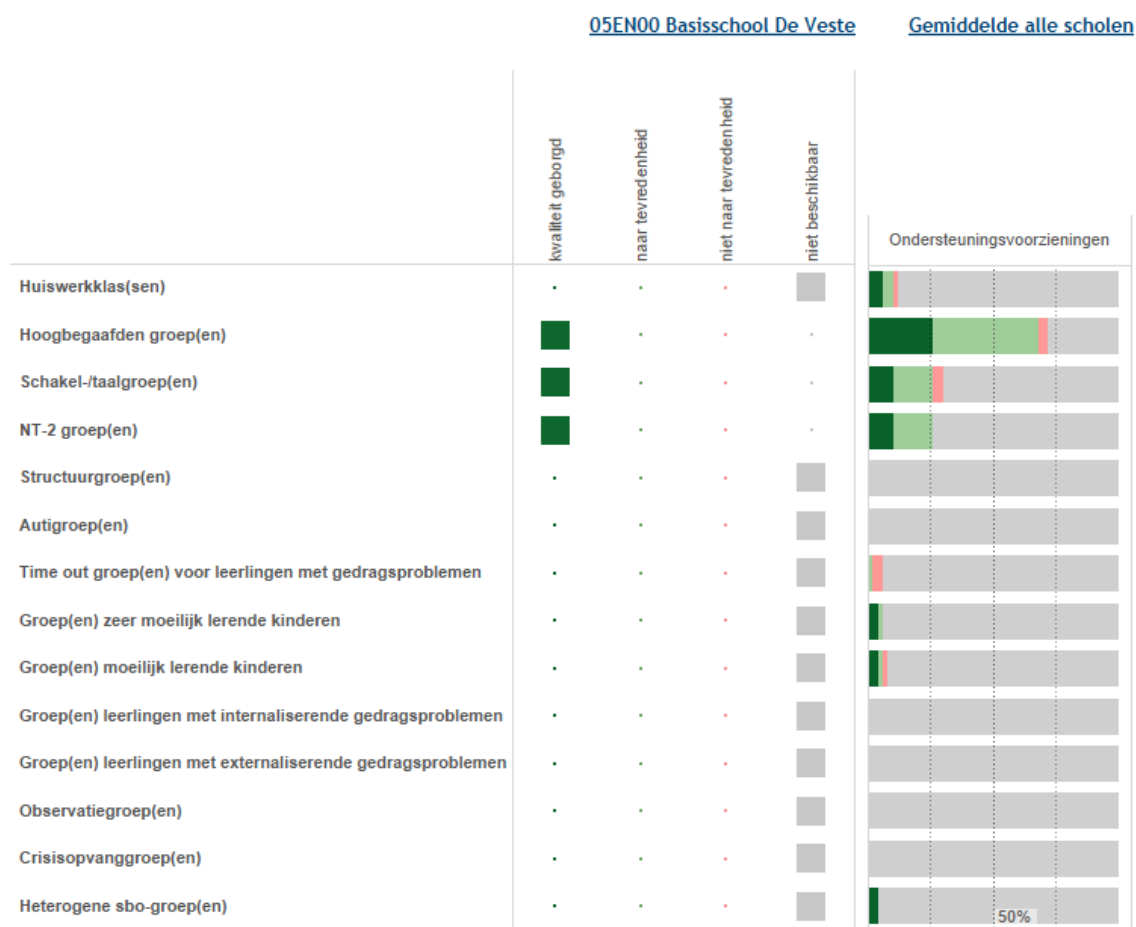 05EN00 Basisschool De Veste
Gemiddelde alle scholen
kwaliteit geborgd
naar tevredenheid
niet naar tevredenheid
niet beschikbaar
Ondersteuningsvoorzieningen
Huiswerkklas(sen)
Hoogbegaafden groep(en)
Schakel-/taalgroep(en)
NT-2 groep(en)
Structuurgroep(en)
Autigroep(en)
Time out groep(en) voor leerlingen met gedragsproblemen
Groep(en) zeer moeilijk lerende kinderen
Groep(en) moeilijk lerende kinderen
Groep(en) leerlingen met internaliserende gedragsproblemen
Groep(en) leerlingen met externaliserende gedragsproblemen
Observatiegroep(en)
Crisisopvanggroep(en)
Heterogene sbo-groep(en)
50%